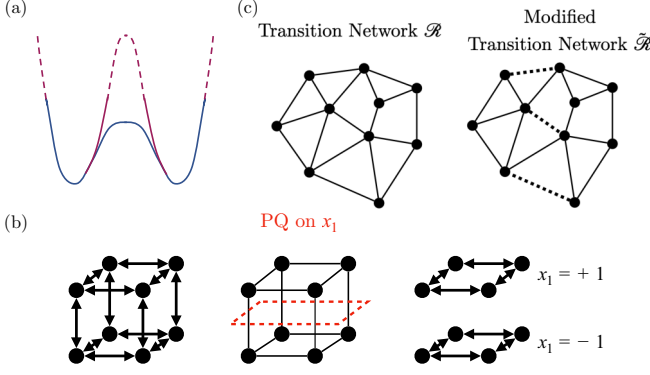 (a)
(c)
Transition Network ℛ
Modified
Transition Network ℛ̃
PQ on x₁
(b)
x₁ = + 1
x₁ = − 1